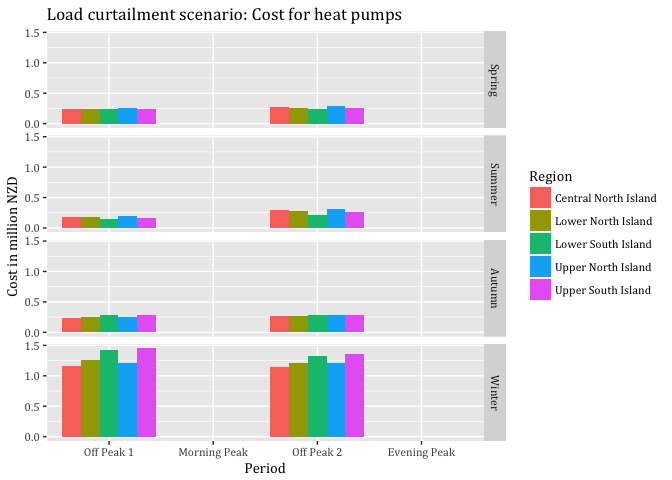 Load curtailment scenario: Cost for heat pumps
Cost in million NZD
1.5
1.0
0.5
0.0
Spring
1.5
1.0
0.5
0.0
Summer
1.5
1.0
0.5
0.0
Autumn
1.5
1.0
0.5
0.0
Winter
Off Peak 1 Morning Peak Off Peak 2 Evening Peak
Period
Region
Central North Island
Lower North Island
Lower South Island
Upper North Island
Upper South Island